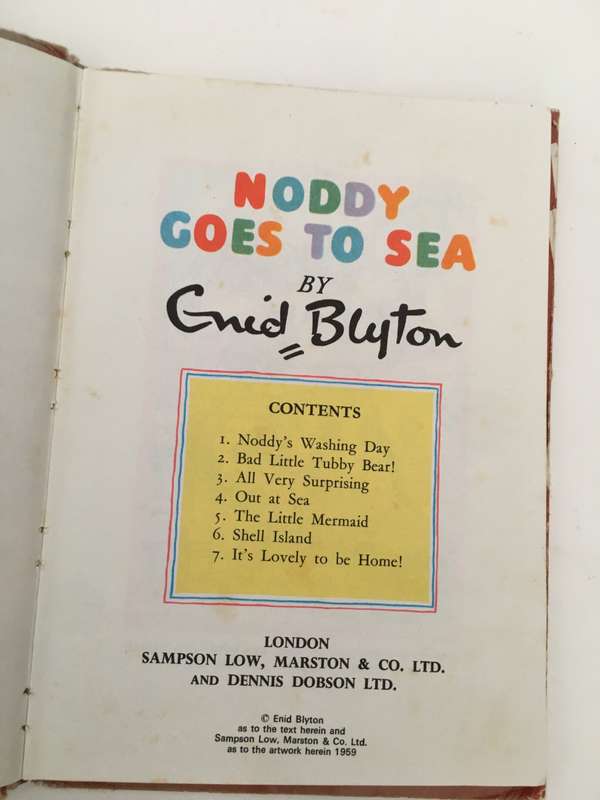 NODDY
GOES TO SEA
BY
Enid Blyton
CONTENTS
1. Noddy's Washing Day
2. Bad Little Tubby Bear!
3. All Very Surprising
4. Out at Sea
5. The Little Mermaid
6. Shell Island
7. It's Lovely to be Home!
LONDON
SAMPSON LOW, MARSTON & CO. LTD.
AND DENNIS DOBSON LTD.
© Enid Blyton
as to the text herein and
Sampson Low, Marston & Co. Ltd.
as to the artwork herein 1959